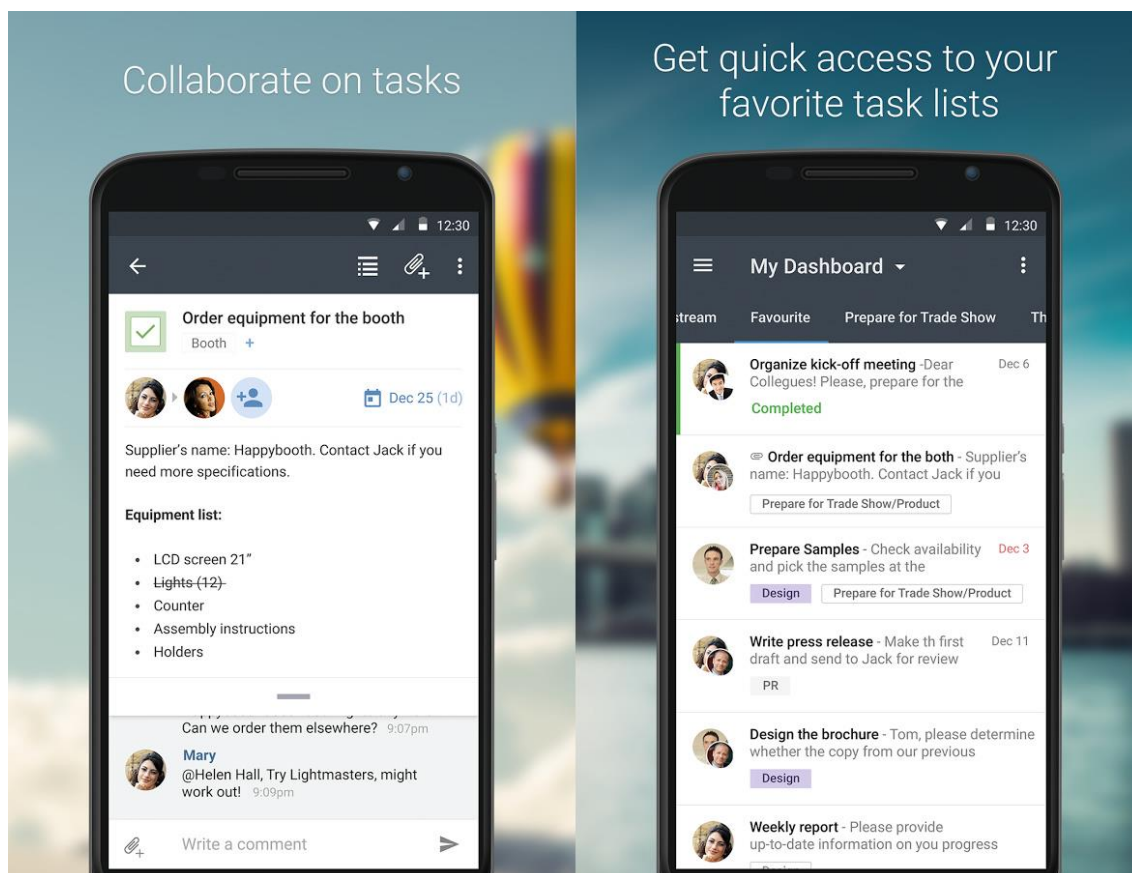 Collaborate on tasks
12:30
Order equipment for the booth
Booth +
Dec 25 (1d)
Supplier’s name: Happybooth. Contact Jack if you
need more specifications.
Equipment list:
• LCD screen 21”
• Lights (12)
• Counter
• Assembly instructions
• Holders
Can we order them elsewhere? 9:07pm
Mary
@Helen Hall, Try Lightmasters, might
work out! 9:09pm
Write a comment
Get quick access to your
favorite task lists
12:30
My Dashboard
stream Favourite Prepare for Trade Show Th
Organize kick-off meeting -Dear Dec 6
Collegues! Please, prepare for the
Completed
Order equipment for the both - Supplier’s
name: Happybooth. Contact Jack if you
Prepare for Trade Show/Product
Prepare Samples - Check availability Dec 3
and pick the samples at the
Design Prepare for Trade Show/Product
Write press release - Make th first Dec 11
draft and send to Jack for review
PR
Design the brochure - Tom, please determine
whether the copy from our previous
Design
Weekly report - Please provide
up-to-date information on you progress